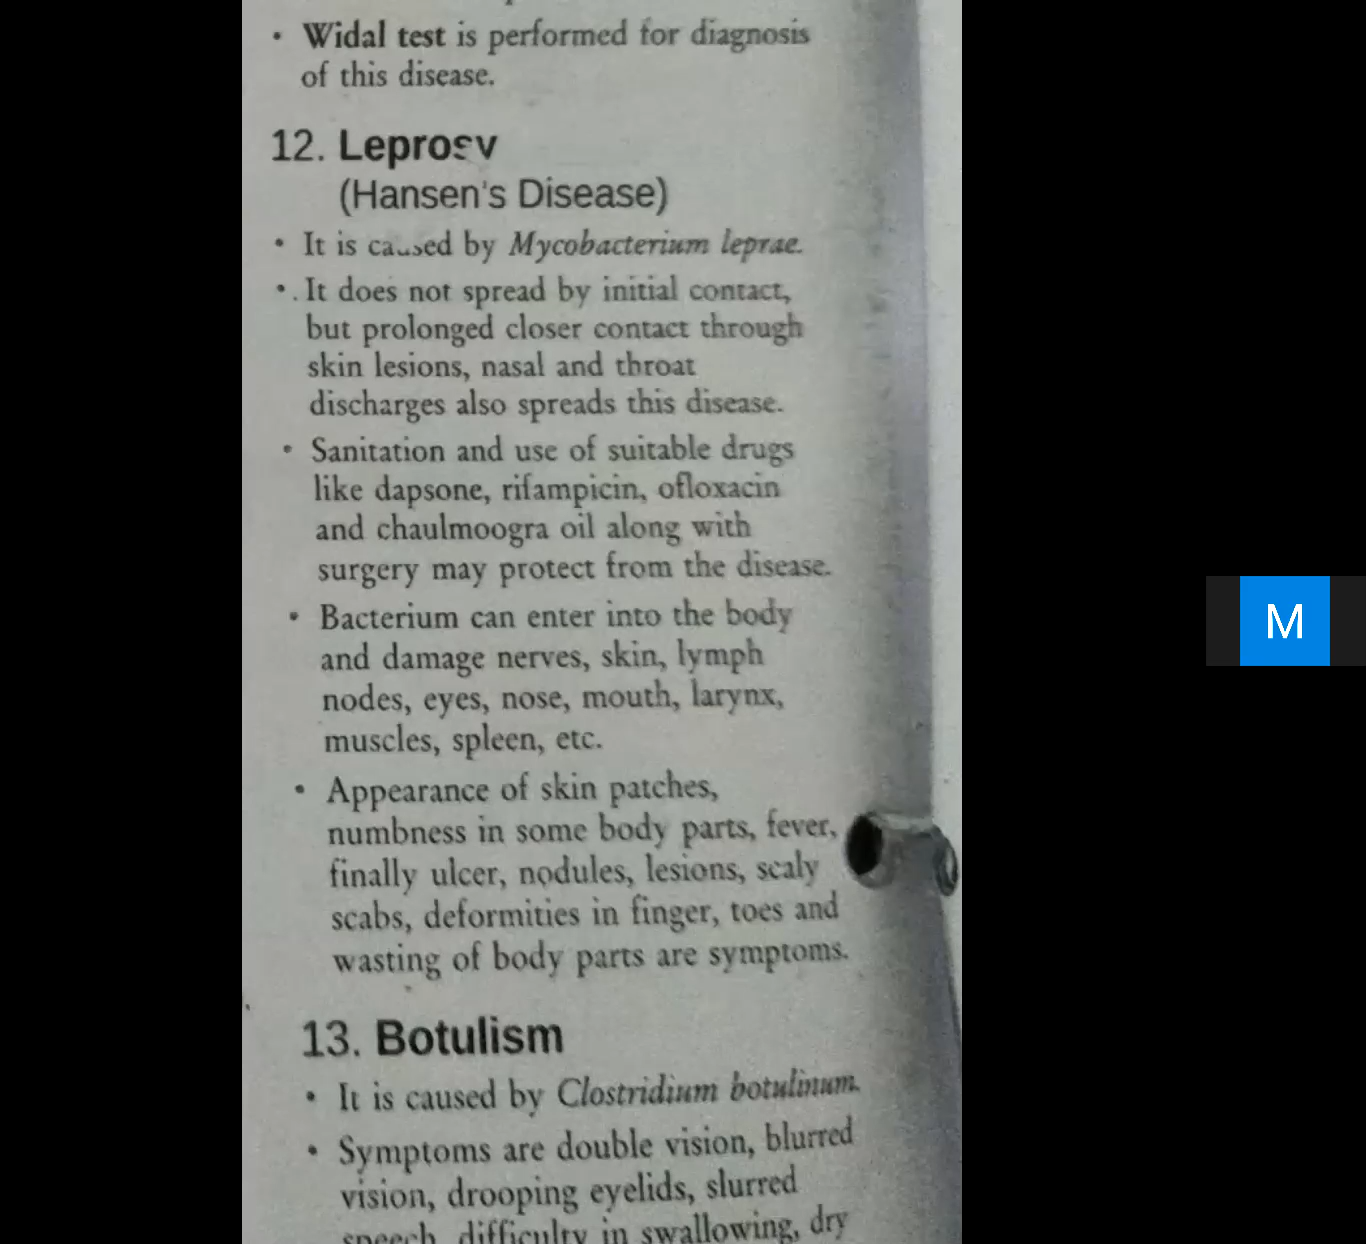 • Widal test is performed for diagnosis
of this disease.
12. Leprosy
(Hansen's Disease)
• It is caused by Mycobacterium leprae.
• . It does not spread by initial contact,
but prolonged closer contact through
skin lesions, nasal and throat
discharges also spreads this disease.
• Sanitation and use of suitable drugs
like dapsone, rifampicin, ofloxacin
and chaulmoogra oil along with
surgery may protect from the disease.
• Bacterium can enter into the body
and damage nerves, skin, lymph
nodes, eyes, nose, mouth, larynx,
muscles, spleen, etc.
• Appearance of skin patches,
numbness in some body parts, fever,
finally ulcer, nodules, lesions, scaly
scabs, deformities in finger, toes and
wasting of body parts are symptoms.
13. Botulism
• It is caused by Clostridium botulinum.
• Symptoms are double vision, blurred
vision, drooping eyelids, slurred
speech, difficulty in swallowing, dry
M